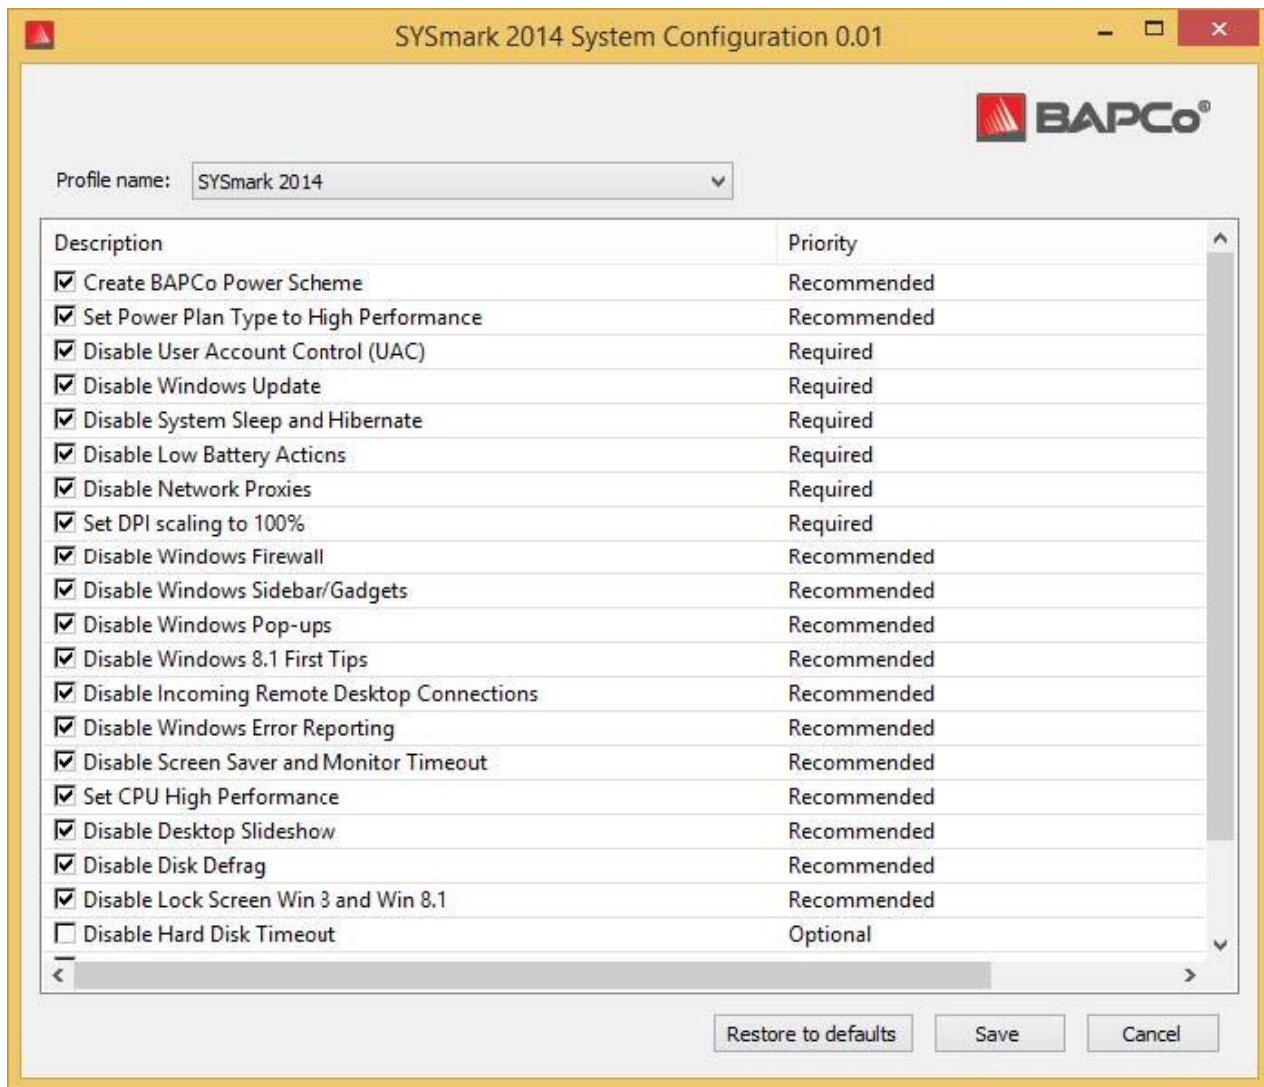 SYSmark 2014 System Configuration 0.01
BAPCo®
Profile name: SYSmark 2014
Description Priority
Create BAPCo Power Scheme Recommended
Set Power Plan Type to High Performance Recommended
Disable User Account Control (UAC) Required
Disable Windows Update Required
Disable System Sleep and Hibernate Required
Disable Low Battery Actions Required
Disable Network Proxies Required
Set DPI scaling to 100% Required
Disable Windows Firewall Recommended
Disable Windows Sidebar/Gadgets Recommended
Disable Windows Pop-ups Recommended
Disable Windows 8.1 First Tips Recommended
Disable Incoming Remote Desktop Connections Recommended
Disable Windows Error Reporting Recommended
Disable Screen Saver and Monitor Timeout Recommended
Set CPU High Performance Recommended
Disable Desktop Slideshow Recommended
Disable Disk Defrag Recommended
Disable Lock Screen Win 8 and Win 8.1 Recommended
Disable Hard Disk Timeout Optional
Restore to defaults Save Cancel